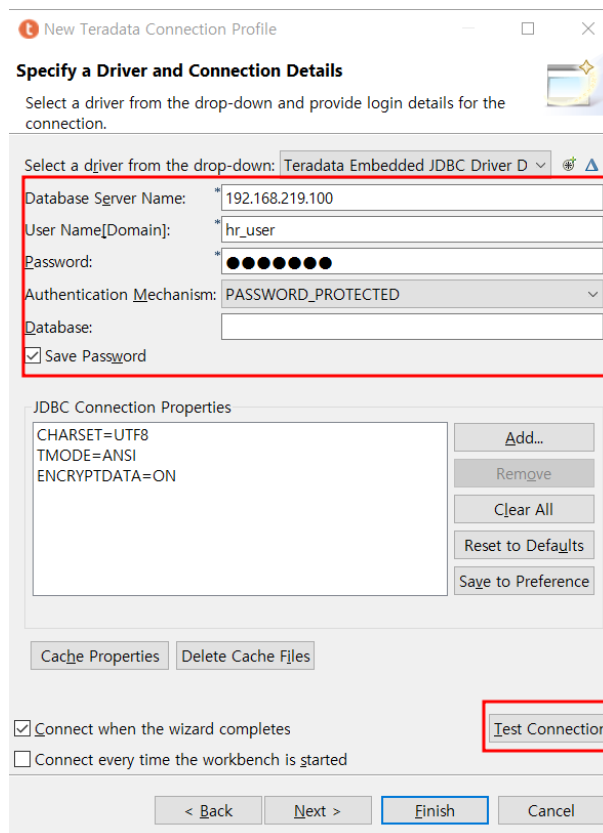 New Teradata Connection Profile
Specify a Driver and Connection Details
Select a driver from the drop-down and provide login details for the
connection.
Select a driver from the drop-down: Teradata Embedded JDBC Driver D
Database Server Name: * 192.168.219.100
User Name[Domain]: * hr_user
Password: * ●●●●●●●
Authentication Mechanism: PASSWORD_PROTECTED
Database:
Save Password
JDBC Connection Properties
CHARSET=UTF8
TMODE=ANSI
ENCRYPTDATA=ON
Add...
Remove
Clear All
Reset to Defaults
Save to Preference
Cache Properties Delete Cache Files
Connect when the wizard completes
Test Connection
Connect every time the workbench is started
< Back Next > Finish Cancel